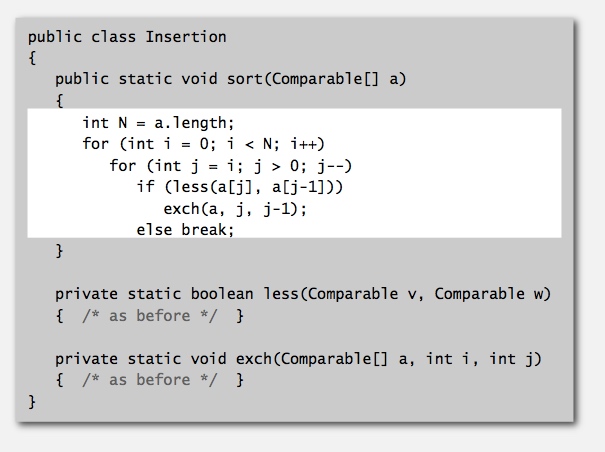 public class Insertion
{
public static void sort(Comparable[] a)
{
int N = a.length;
for (int i = 0; i < N; i++)
for (int j = i; j > 0; j--)
if (less(a[j], a[j-1]))
exch(a, j, j-1);
else break;
}
private static boolean less(Comparable v, Comparable w)
{ /* as before */ }
private static void exch(Comparable[] a, int i, int j)
{ /* as before */ }
}